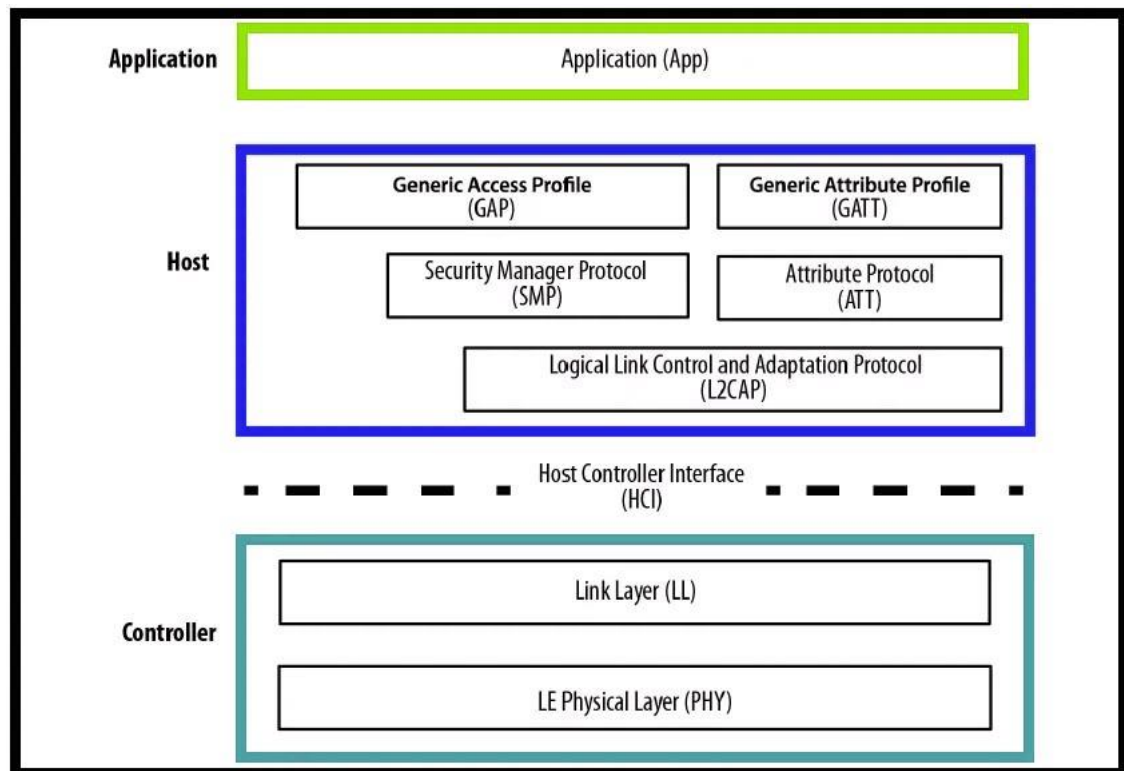 Application
Application (App)
Host
Generic Access Profile
(GAP)
Generic Attribute Profile
(GATT)
Security Manager Protocol
(SMP)
Attribute Protocol
(ATT)
Logical Link Control and Adaptation Protocol
(L2CAP)
Host Controller Interface
(HCI)
Controller
Link Layer (LL)
LE Physical Layer (PHY)